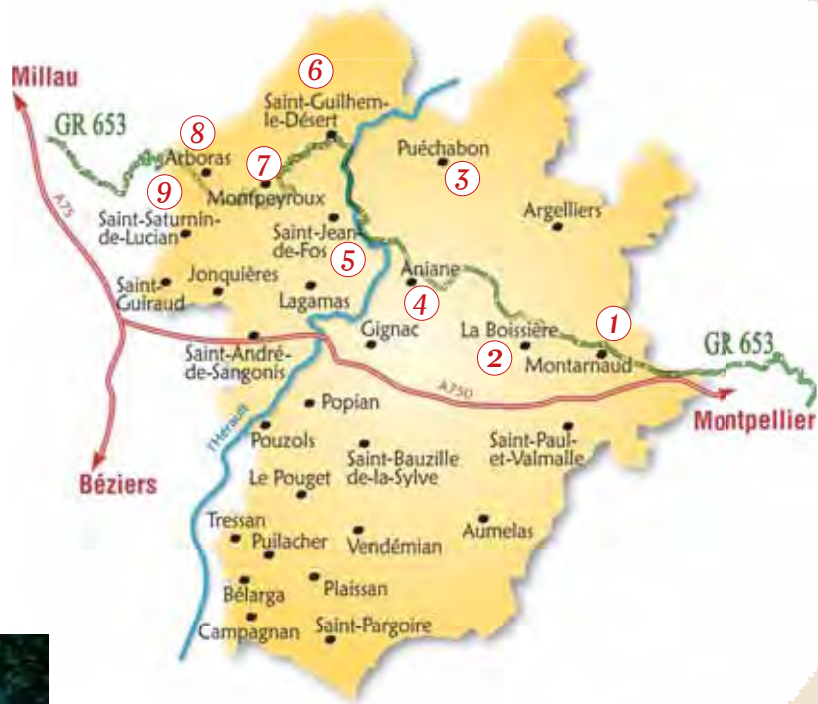 6
Millau
Saint-Guilhem-
le-Désert
GR 653
8
Arboras
Puéchabon
7
3
9
Montpeyroux
A75
Saint-Saturnin-
de-Lucian
Saint-Jean-
de-Fos
Argelliers
5
Aniane
Saint-
Guiraud
Jonquières
Lagamas
4
1
Gignac
La Boissière
2
Montarnaud
GR 653
Saint-André-
de-Sangonis
A750
Montpellier
Popian
l'Hérault
Pouzols
Saint-Paul-
et-Valmalle
Saint-Bauzille
de-la-Sylve
Béziers
Le Pouget
Tressan
Aumelas
Puilacher
Vendémian
Bélarga
Plaissan
Campagnan
Saint-Pargoire